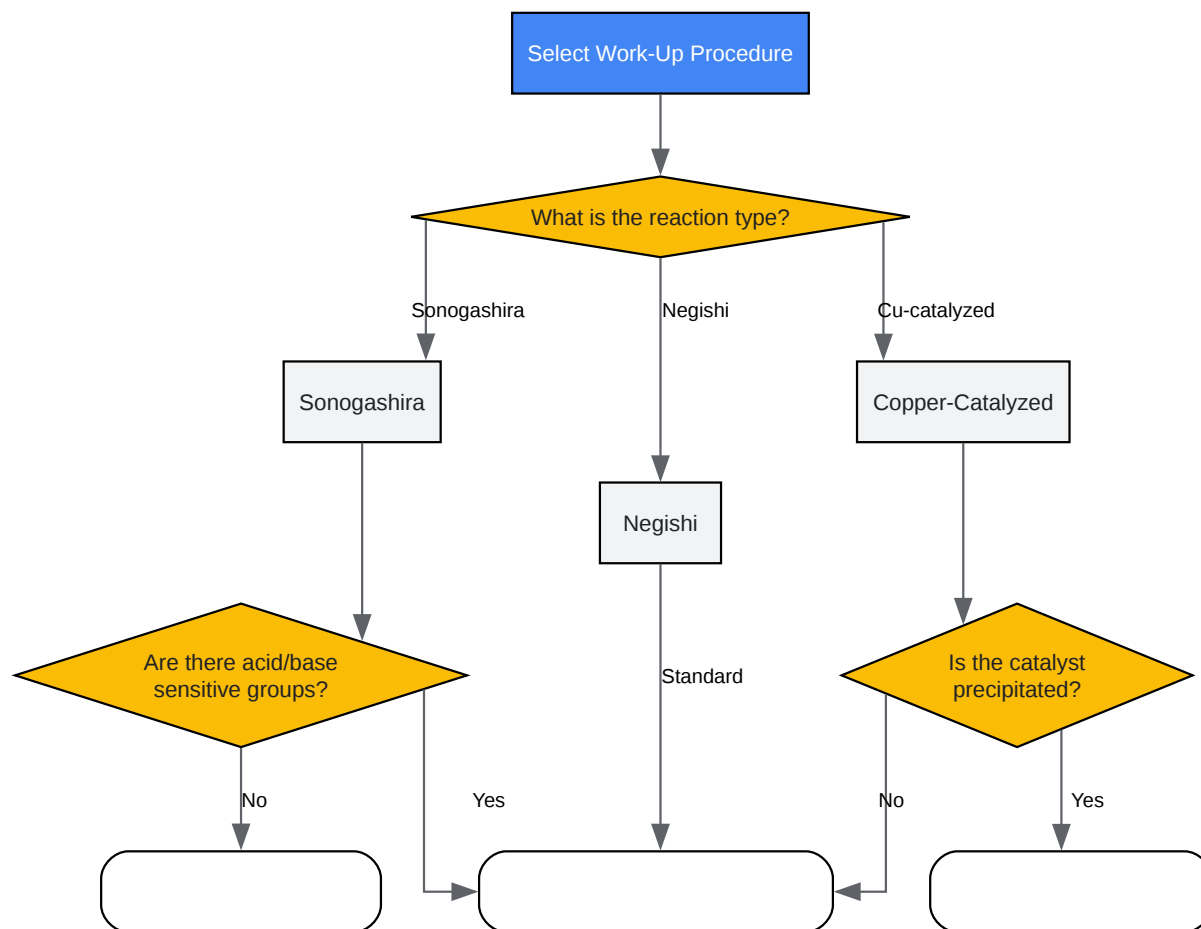 Select Work-Up Procedure
What is the reaction type?
Sonogashira
Negishi
Cu-catalyzed
Sonogashira
Copper-Catalyzed
Negishi
Are there acid/base
sensitive groups?
Standard
Is the catalyst
precipitated?
No
Yes
No
Yes